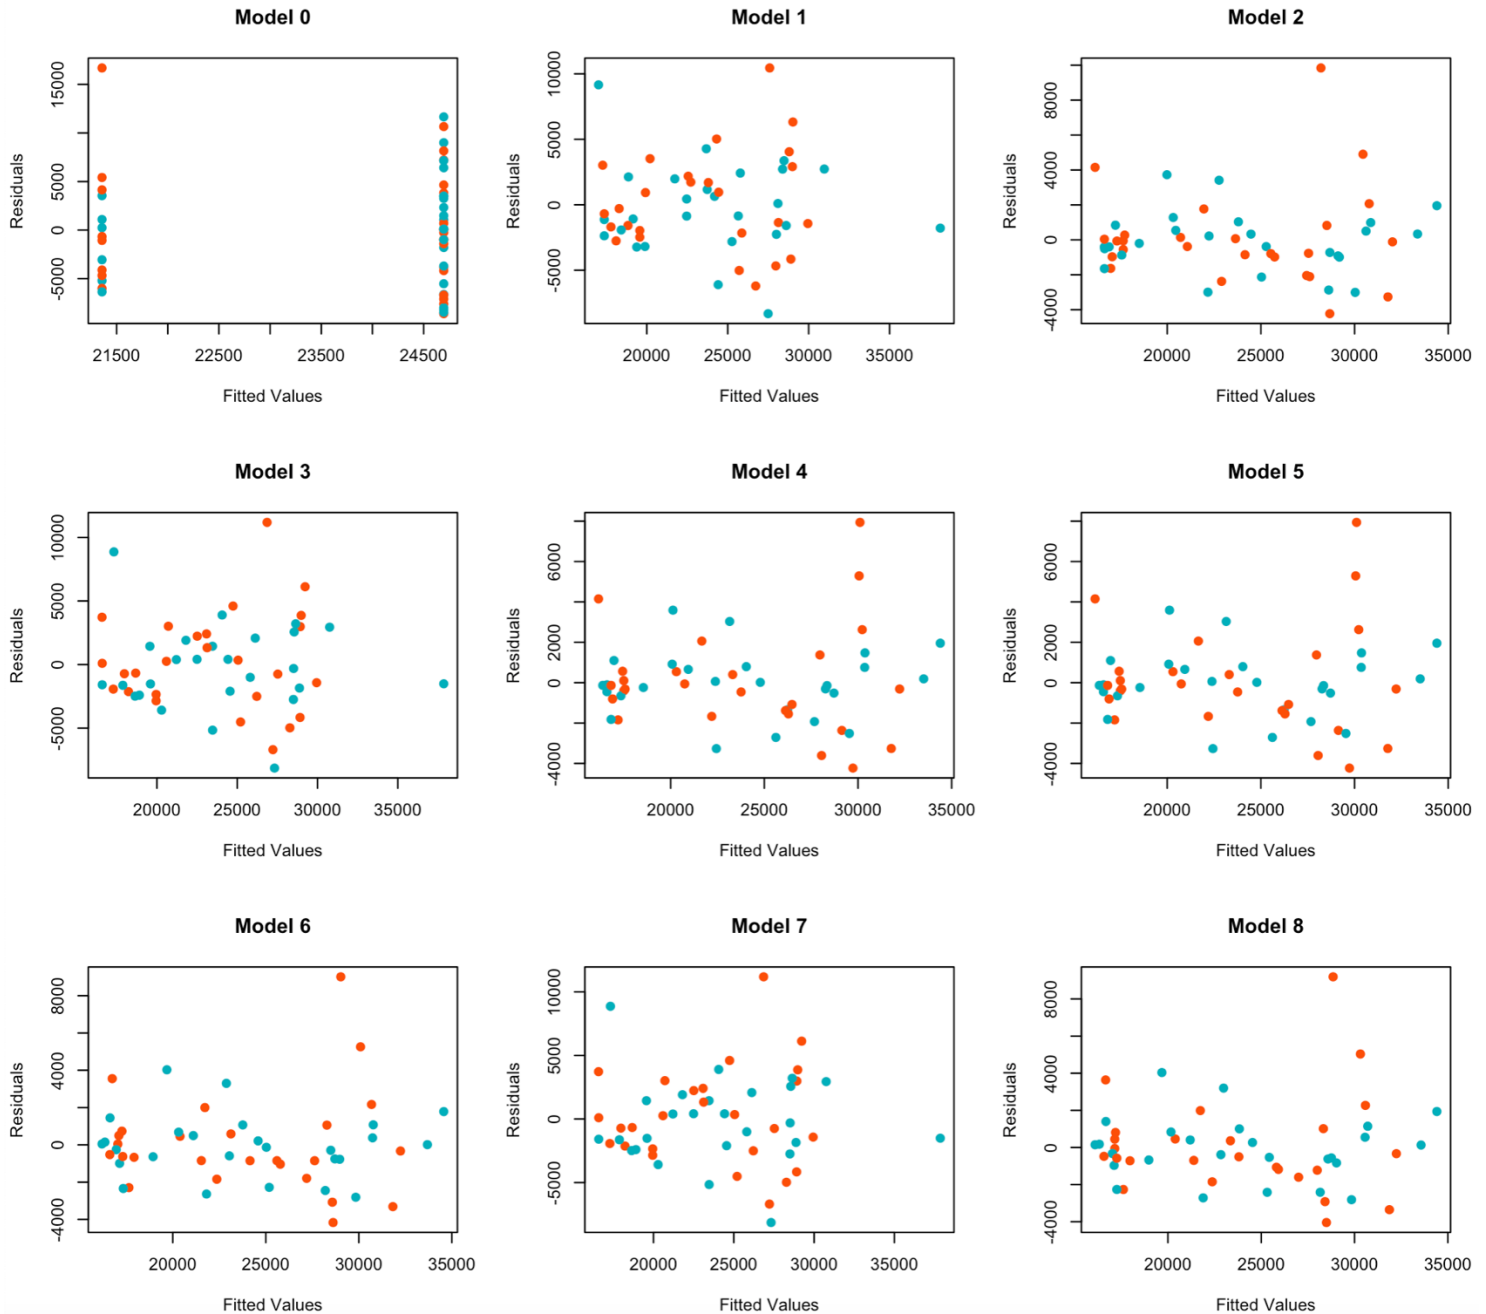 Model 0
Model 1
Model 2
Residuals
-5000 0 5000 15000
21500 22500 23500 24500
Fitted Values
Residuals
-5000 0 5000 10000
20000 25000 30000 35000
Fitted Values
Residuals
-4000 0 4000 8000
20000 25000 30000 35000
Fitted Values
Model 3
Model 4
Model 5
Residuals
-5000 0 5000 10000
20000 25000 30000 35000
Fitted Values
Residuals
-4000 0 2000 6000
20000 25000 30000 35000
Fitted Values
Residuals
-4000 0 2000 6000
20000 25000 30000 35000
Fitted Values
Model 6
Model 7
Model 8
Residuals
-4000 0 4000 8000
20000 25000 30000 35000
Fitted Values
Residuals
-5000 0 5000 10000
20000 25000 30000 35000
Fitted Values
Residuals
-4000 0 4000 8000
20000 25000 30000 35000
Fitted Values